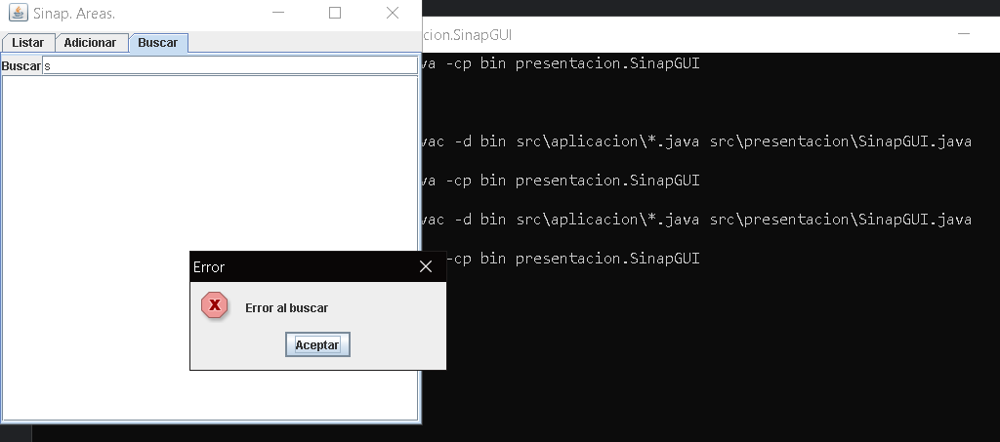 Sinap. Areas.
cion.SinapGUI
Listar Adicionar Buscar
Buscar s
va -cp bin presentacion.SinapGUI
vac -d bin src\aplicacion\*.java src\presentacion\SinapGUI.java
va -cp bin presentacion.SinapGUI
vac -d bin src\aplicacion\*.java src\presentacion\SinapGUI.java
-cp bin presentacion.SinapGUI
Error
Error al buscar
Aceptar